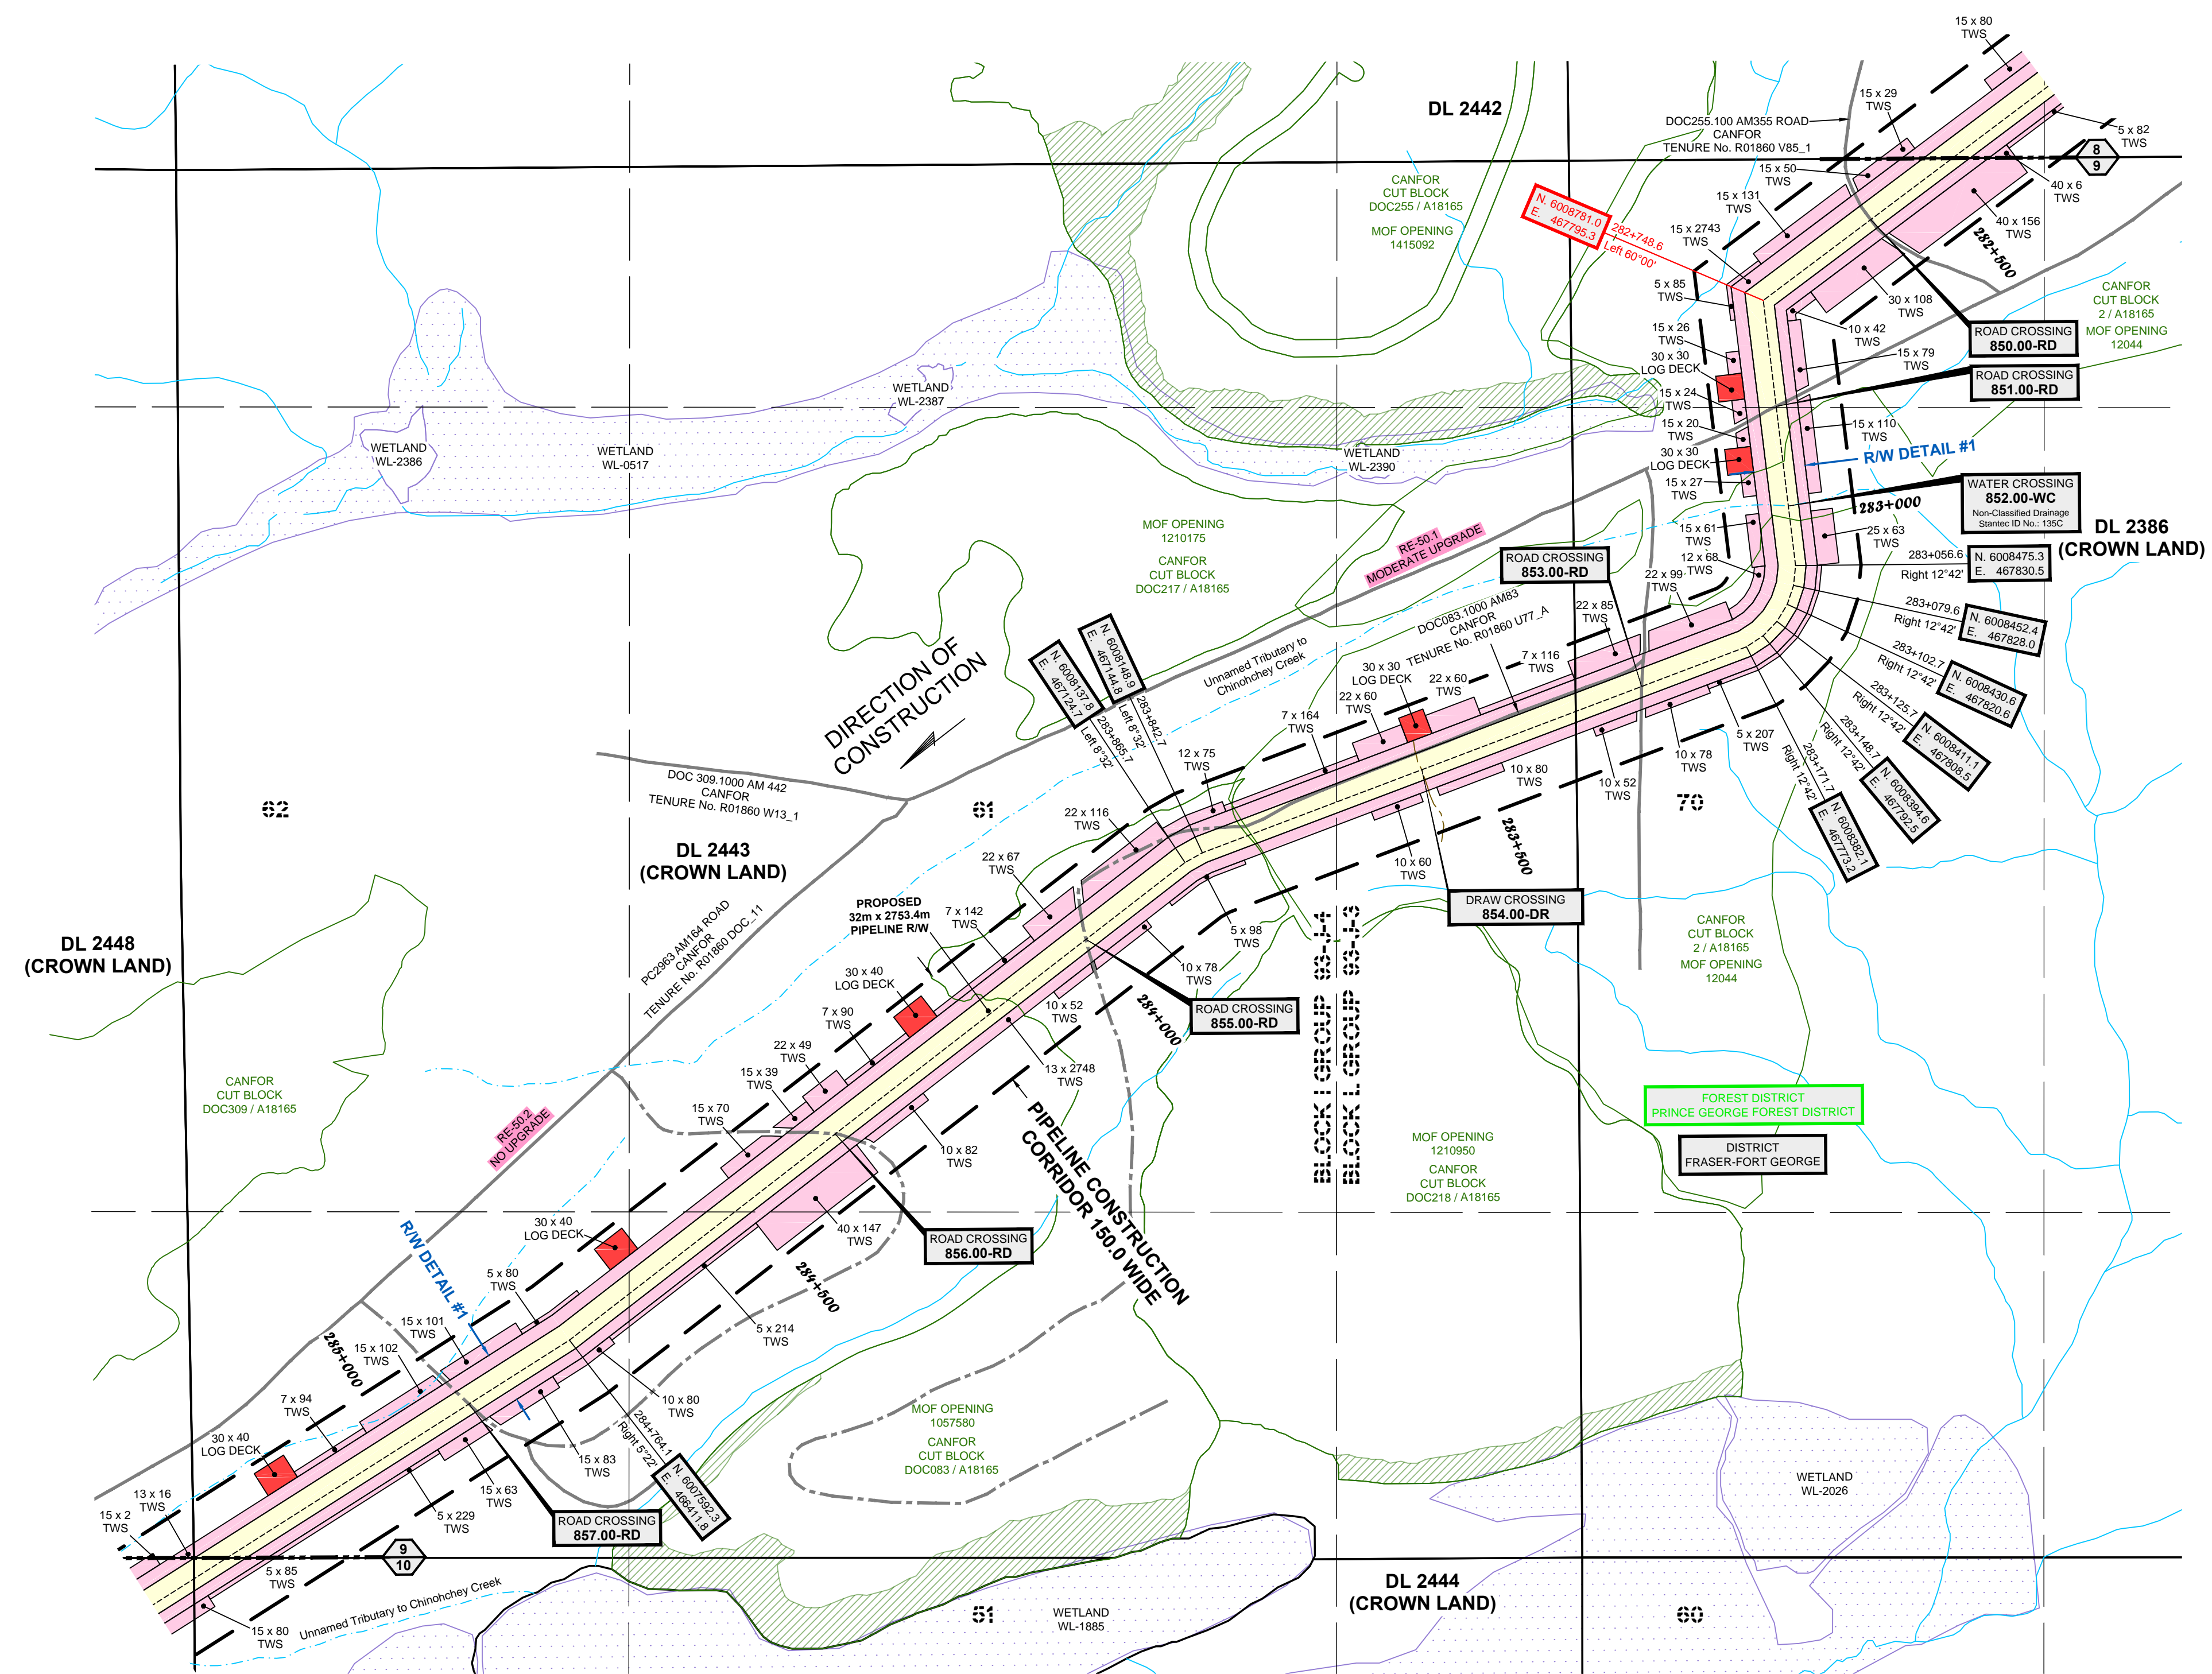 15 x 80
TWS
15 x 29
TWS
DL 2442
DOC255.100 AM355 ROAD
CANFOR
TENURE No. R01860 V85_1
5 x 82
TWS
8
9
15 x 50
TWS
40 x 6
TWS
CANFOR
CUT BLOCK
DOC255 / A18165
MOF OPENING
1415092
15 x 131
TWS
40 x 156
TWS
N. 6008781.0
E. 467795.3
282+748.6
Left 60°00'
15 x 2743
TWS
282+500
5 x 85
TWS
30 x 108
TWS
CANFOR
CUT BLOCK
2 / A18165
MOF OPENING
12044
15 x 26
TWS
10 x 42
TWS
ROAD CROSSING
850.00-RD
30 x 30
LOG DECK
15 x 79
TWS
ROAD CROSSING
851.00-RD
15 x 24
TWS
WETLAND
WL-2387
15 x 20
TWS
15 x 110
TWS
R/W DETAIL #1
WETLAND
WL-2386
WETLAND
WL-0517
WETLAND
WL-2390
30 x 30
LOG DECK
15 x 27
TWS
WATER CROSSING
852.00-WC
Non-Classified Drainage
Stantec ID No.: 135C
283+000
DL 2386
(CROWN LAND)
MOF OPENING
1210175
CANFOR
CUT BLOCK
DOC217 / A18165
RE-50.1
MODERATE UPGRADE
15 x 61
TWS
25 x 63
TWS
ROAD CROSSING
853.00-RD
12 x 68
TWS
283+056.6
Right 12°42'
N. 6008475.3
E. 467830.5
22 x 99
TWS
283+079.6
Right 12°42'
N. 6008452.4
E. 467828.0
DOC083.1000 AM83
CANFOR
TENURE No. R01860 U77_A
22 x 85
TWS
283+102.7
Right 12°42'
N. 6008430.6
E. 467820.6
N. 6008148.9
E. 467144.8
283+842.7
Left 8°32'
N. 6008137.8
E. 467124.7
283+865.7
Left 8°32'
Unnamed Tributary to
Chinohchey Creek
7 x 116
TWS
30 x 30
LOG DECK
22 x 60
TWS
22 x 60
TWS
283+125.7
Right 12°42'
N. 6008411.1
E. 467808.5
DIRECTION OF
CONSTRUCTION
7 x 164
TWS
5 x 207
TWS
283+148.7
Right 12°42'
N. 6008394.6
E. 467792.5
10 x 78
TWS
283+171.7
Right 12°42'
N. 6008382.1
E. 467773.2
12 x 75
TWS
10 x 80
TWS
10 x 52
TWS
DOC 309.1000 AM 442
CANFOR
TENURE No. R01860 W13_1
62
61
70
22 x 116
TWS
283+500
DL 2443
(CROWN LAND)
22 x 67
TWS
10 x 60
TWS
PROPOSED
32m x 2753.4m
PIPELINE R/W
7 x 142
TWS
DRAW CROSSING
854.00-DR
5 x 98
TWS
PC2963 AM164 ROAD
CANFOR
TENURE No. R01860 DOC_11
CANFOR
CUT BLOCK
2 / A18165
MOF OPENING
12044
DL 2448
(CROWN LAND)
10 x 78
TWS
30 x 40
LOG DECK
10 x 52
TWS
284+000
ROAD CROSSING
855.00-RD
7 x 90
TWS
22 x 49
TWS
13 x 2748
TWS
15 x 39
TWS
CANFOR
CUT BLOCK
DOC309 / A18165
15 x 70
TWS
FOREST DISTRICT
PRINCE GEORGE FOREST DISTRICT
RE-50.2
NO UPGRADE
10 x 82
TWS
PIPELINE CONSTRUCTION
CORRIDOR 150.0 WIDE
MOF OPENING
1210950
CANFOR
CUT BLOCK
DOC218 / A18165
DISTRICT
FRASER-FORT GEORGE
R/W DETAIL #1
30 x 40
LOG DECK
40 x 147
TWS
ROAD CROSSING
856.00-RD
5 x 80
TWS
284+500
15 x 101
TWS
5 x 214
TWS
15 x 102
TWS
285+000
7 x 94
TWS
10 x 80
TWS
284+764.1
Right 5°22'
N. 6007592.3
E. 466411.8
MOF OPENING
1057580
CANFOR
CUT BLOCK
DOC083 / A18165
30 x 40
LOG DECK
15 x 83
TWS
WETLAND
WL-2026
13 x 16
TWS
15 x 63
TWS
15 x 2
TWS
5 x 229
TWS
ROAD CROSSING
857.00-RD
9
10
5 x 85
TWS
DL 2444
(CROWN LAND)
Unnamed Tributary to Chinohchey Creek
51
WETLAND
WL-1885
60
15 x 80
TWS